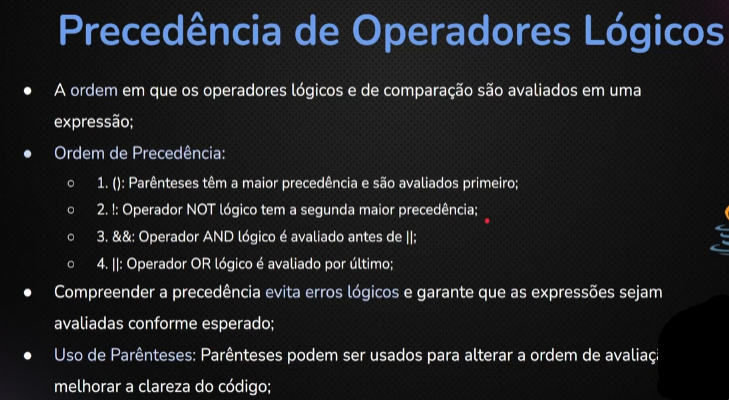 Precedência de Operadores Lógicos
● A ordem em que os operadores lógicos e de comparação são avaliados em uma
expressão;
● Ordem de Precedência:
○ 1. (): Parênteses têm a maior precedência e são avaliados primeiro;
○ 2. !: Operador NOT lógico tem a segunda maior precedência;
○ 3. &&: Operador AND lógico é avaliado antes de ||;
○ 4. ||: Operador OR lógico é avaliado por último;
● Compreender a precedência evita erros lógicos e garante que as expressões sejam
avaliadas conforme esperado;
● Uso de Parênteses: Parênteses podem ser usados para alterar a ordem de
melhorar a clareza do código;